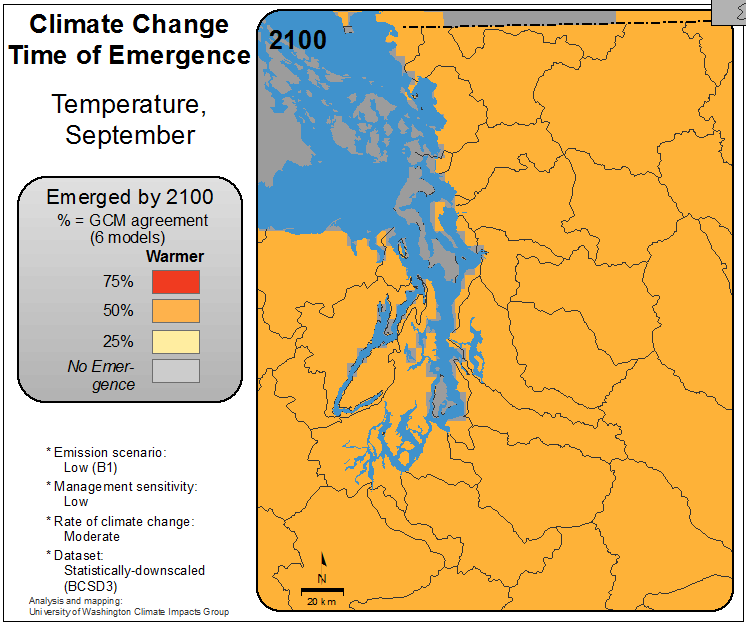 Climate Change
Time of Emergence
Temperature,
September
Emerged by 2100
% = GCM agreement
(6 models)
Warmer
75%
50%
25%
No Emer-
gence
* Emission scenario:
Low (B1)
* Management sensitivity:
Low
* Rate of climate change:
Moderate
* Dataset:
Statistically-downscaled
(BCSD3)
Analysis and mapping:
University of Washington Climate Impacts Group
2100
N
20 km